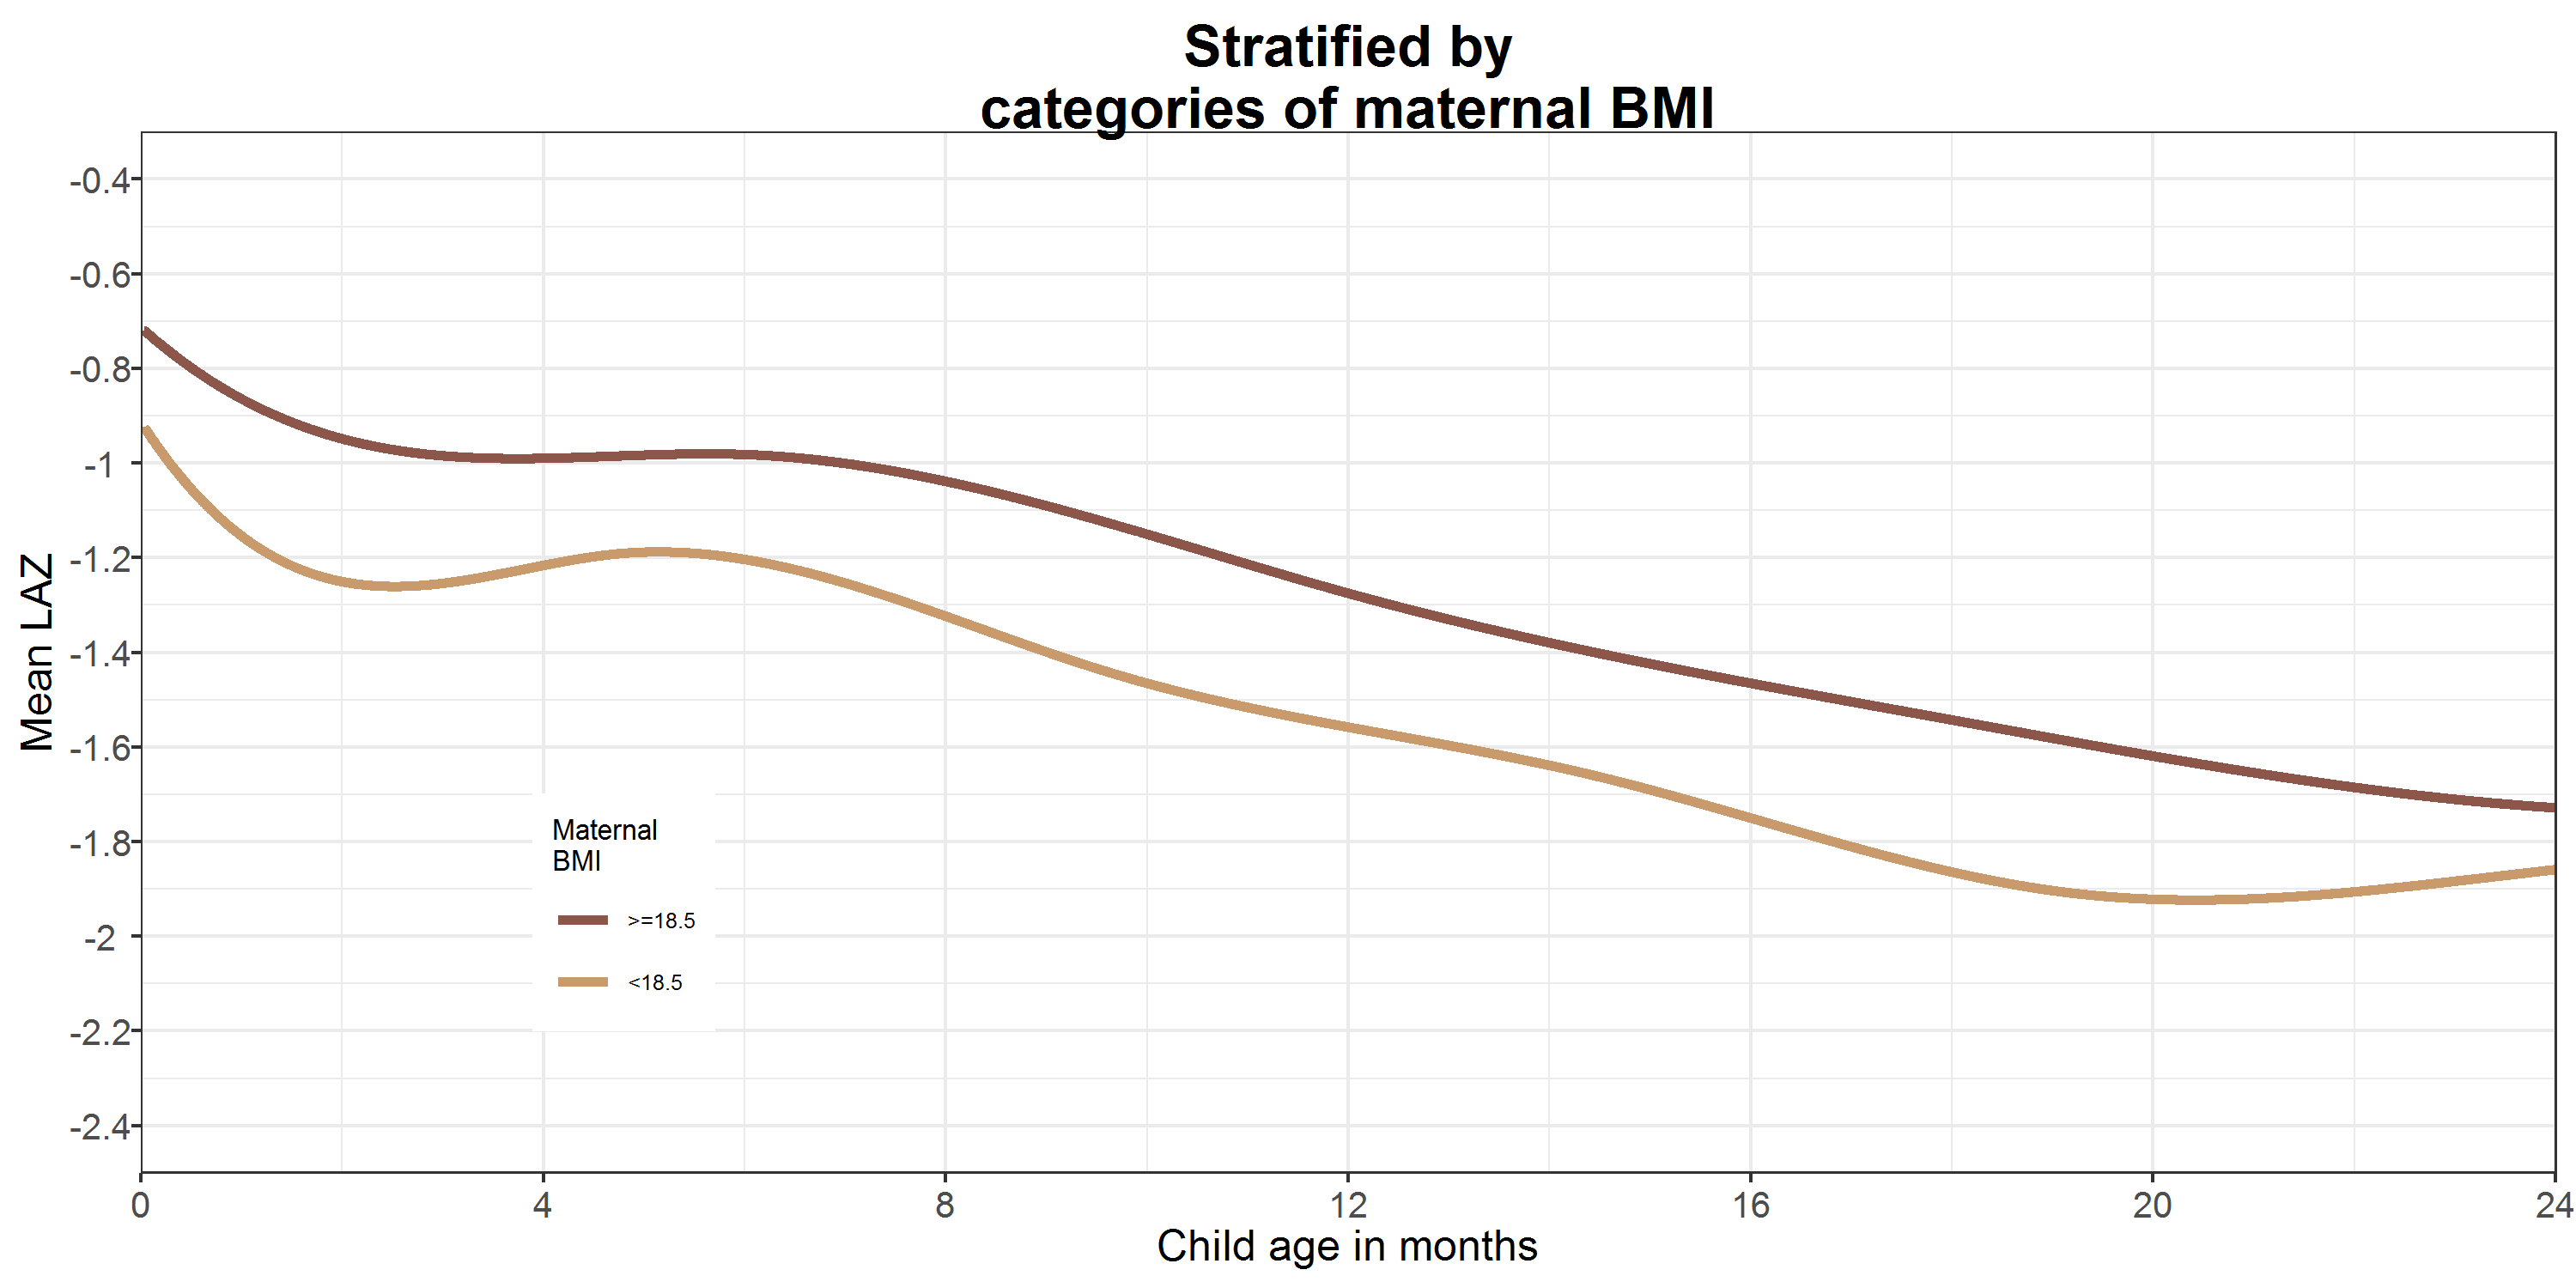 Stratified by
categories of maternal BMI
-0.4
-0.6
-0.8
-1
-1.2
-1.4
-1.6
-1.8
-2
-2.2
-2.4
Mean LAZ
Maternal
BMI
>=18.5
<18.5
0 4 8 12 16 20 24
Child age in months